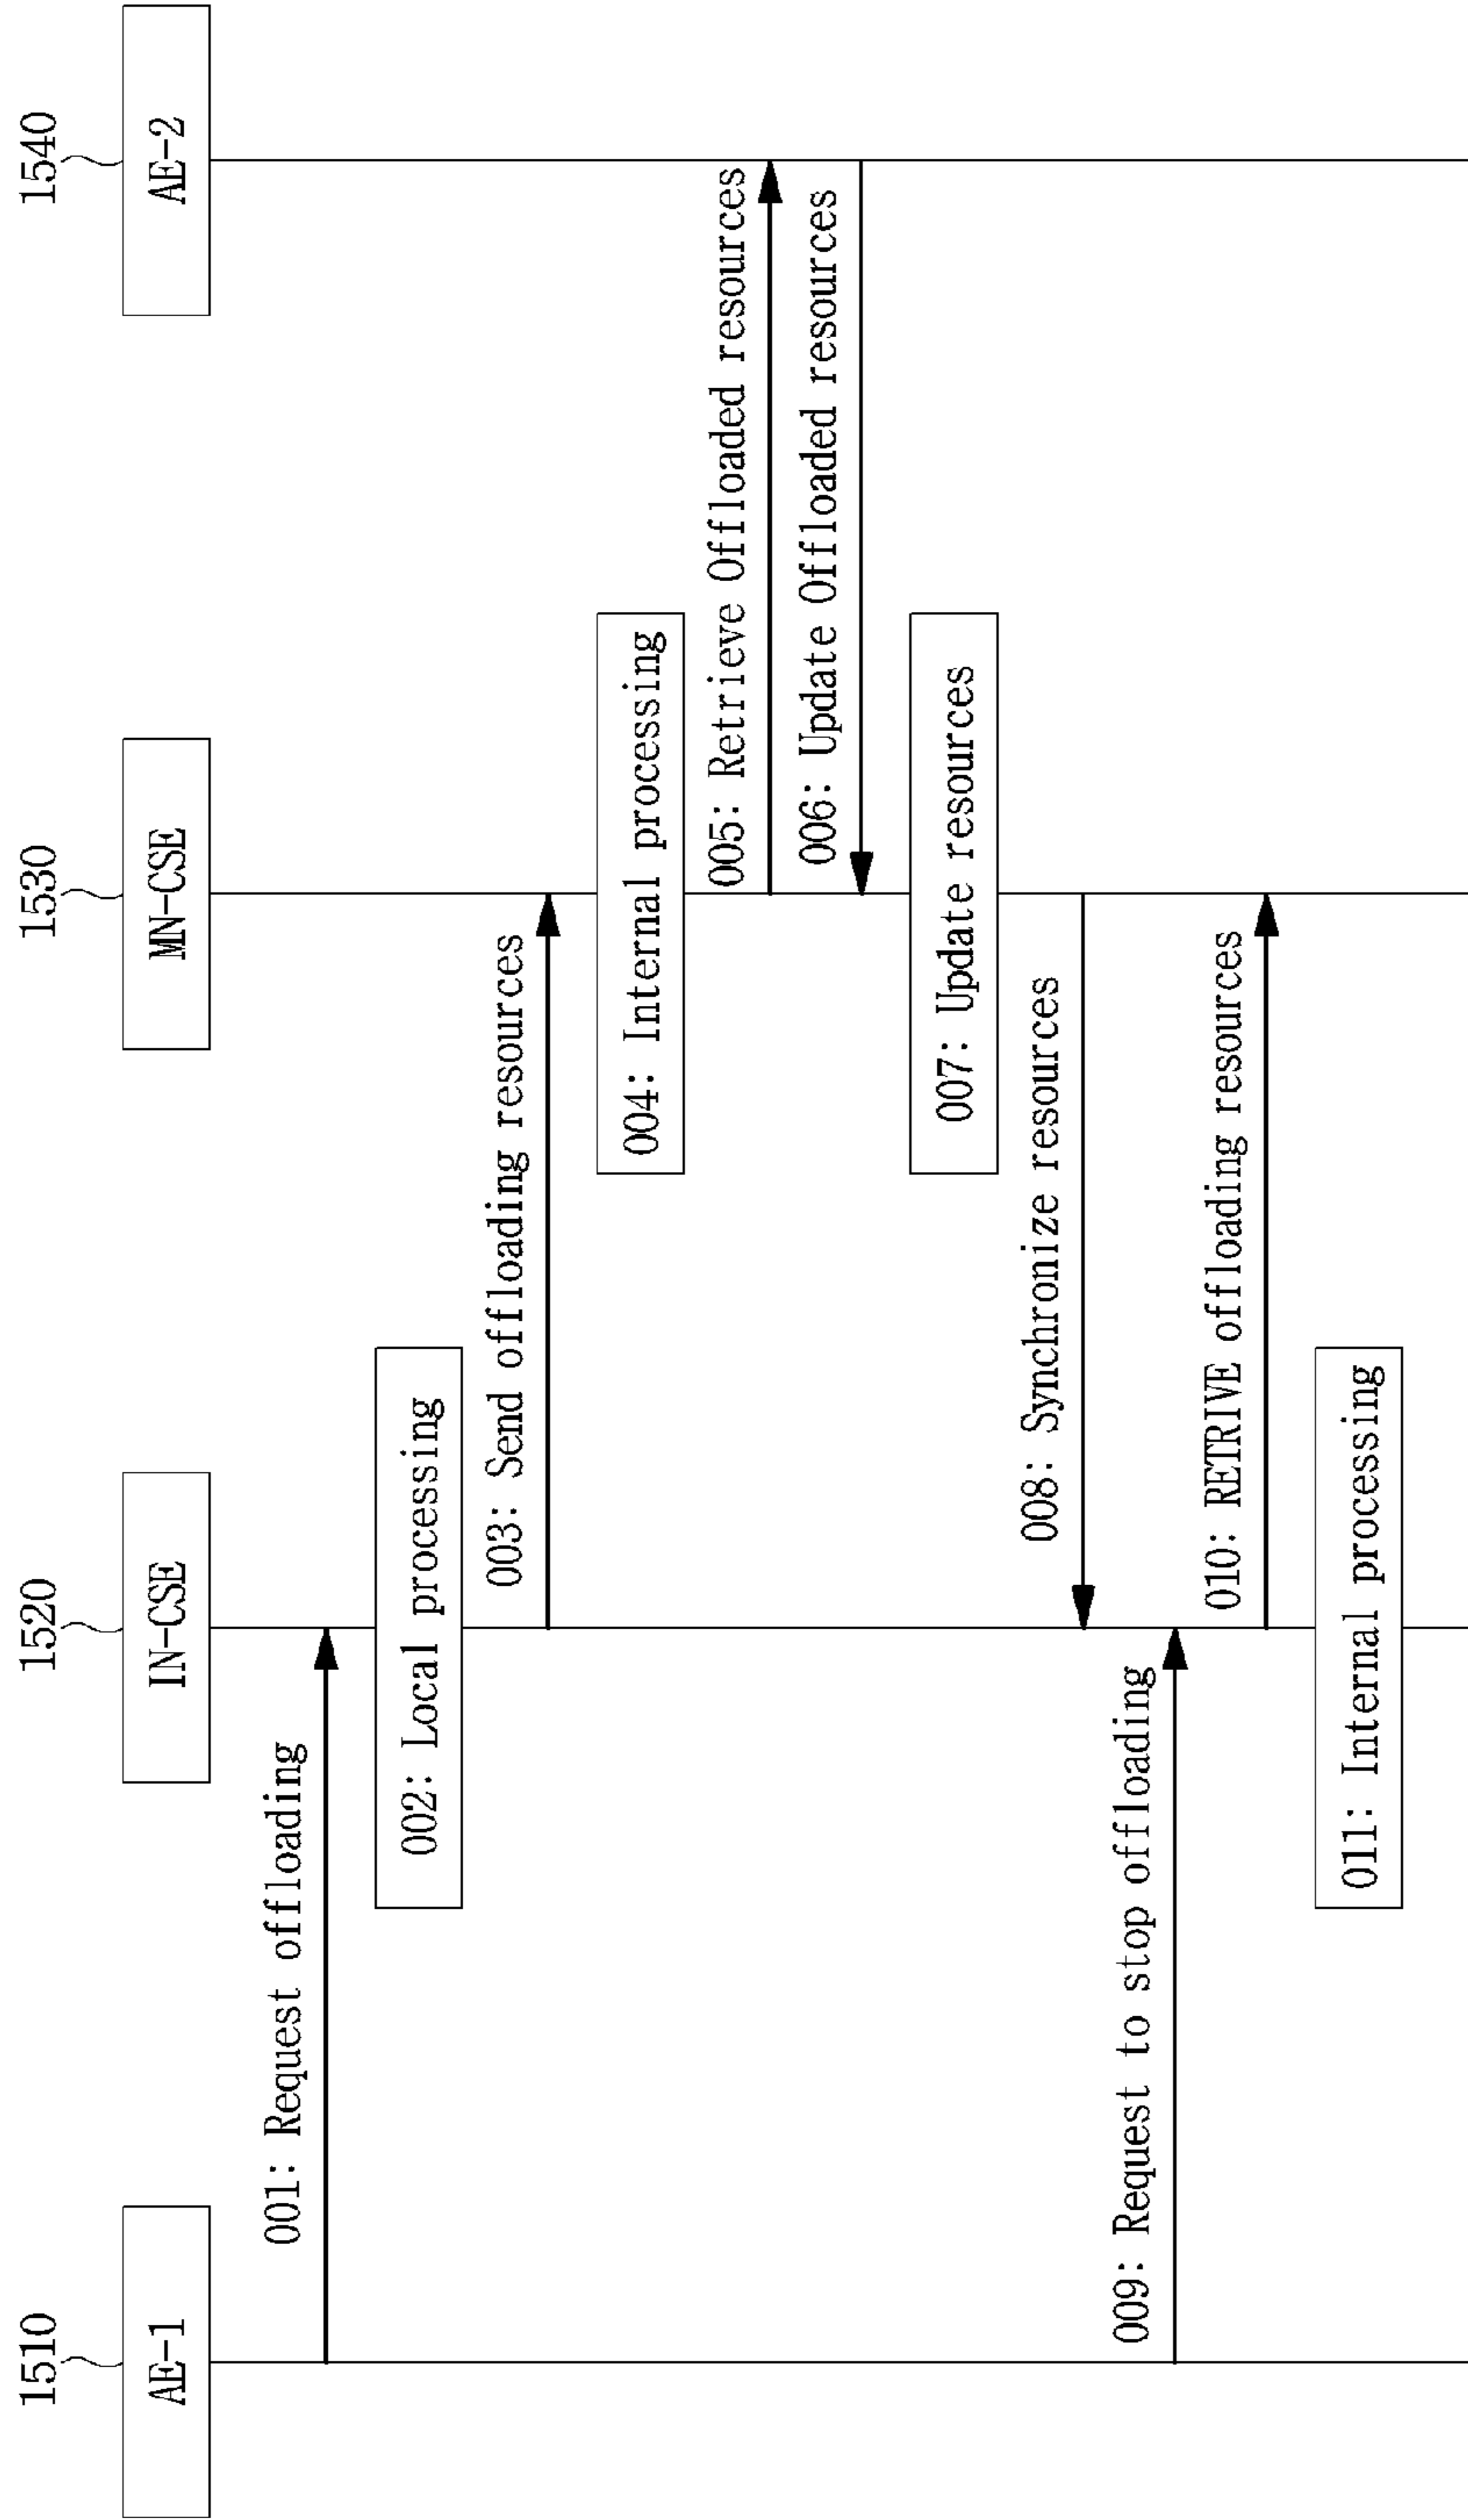 1510
1520
1530
1540
AE-1
IN-CSE
MN-CSE
AE-2
001: Request offloading
002: Local processing
003: Send offloading resources
004: Internal processing
005: Retrieve Offloaded resources
006: Update Offloaded resources
007: Update resources
008: Synchronize resources
009: Request to stop offloading
010: RETRIVE offloading resources
011: Internal processing